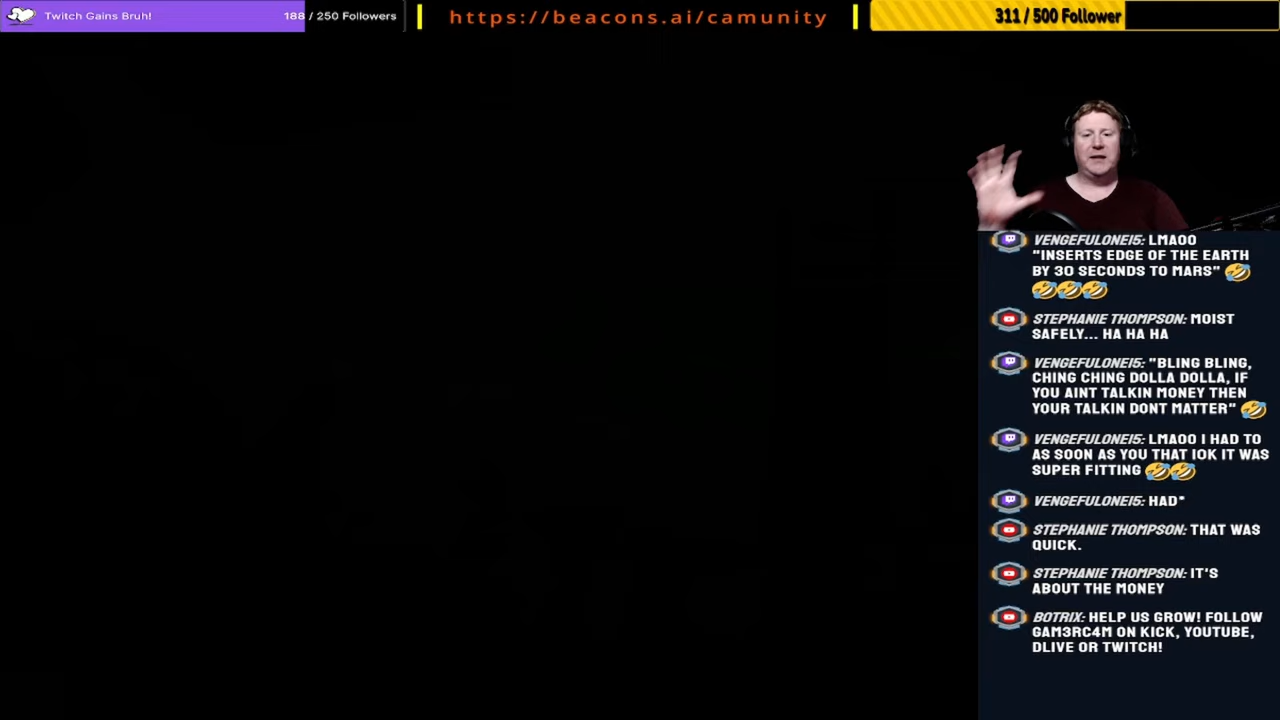 Twitch Gains Bruh!
188 / 250 Followers
https://beacons.ai/camunity
311 / 500 Follower
VENGEFULONE15: LMAOO
"INSERTS EDGE OF THE EARTH
BY 30 SECONDS TO MARS" 🤣
🤣🤣🤣
STEPHANIE THOMPSON: MOIST
SAFELY... HA HA HA
VENGEFULONE15: "BLING BLING,
CHING CHING DOLLA DOLLA, IF
YOU AINT TALKIN MONEY THEN
YOUR TALKIN DONT MATTER" 🤣
VENGEFULONE15: LMAOO I HAD TO
AS SOON AS YOU THAT 10K IT WAS
SUPER FITTING 🤣🤣
VENGEFULONE15: HAD*
STEPHANIE THOMPSON: THAT WAS
QUICK.
STEPHANIE THOMPSON: IT'S
ABOUT THE MONEY
BOTRIX: HELP US GROW! FOLLOW
GAM3RC4M ON KICK, YOUTUBE,
DLIVE OR TWITCH!